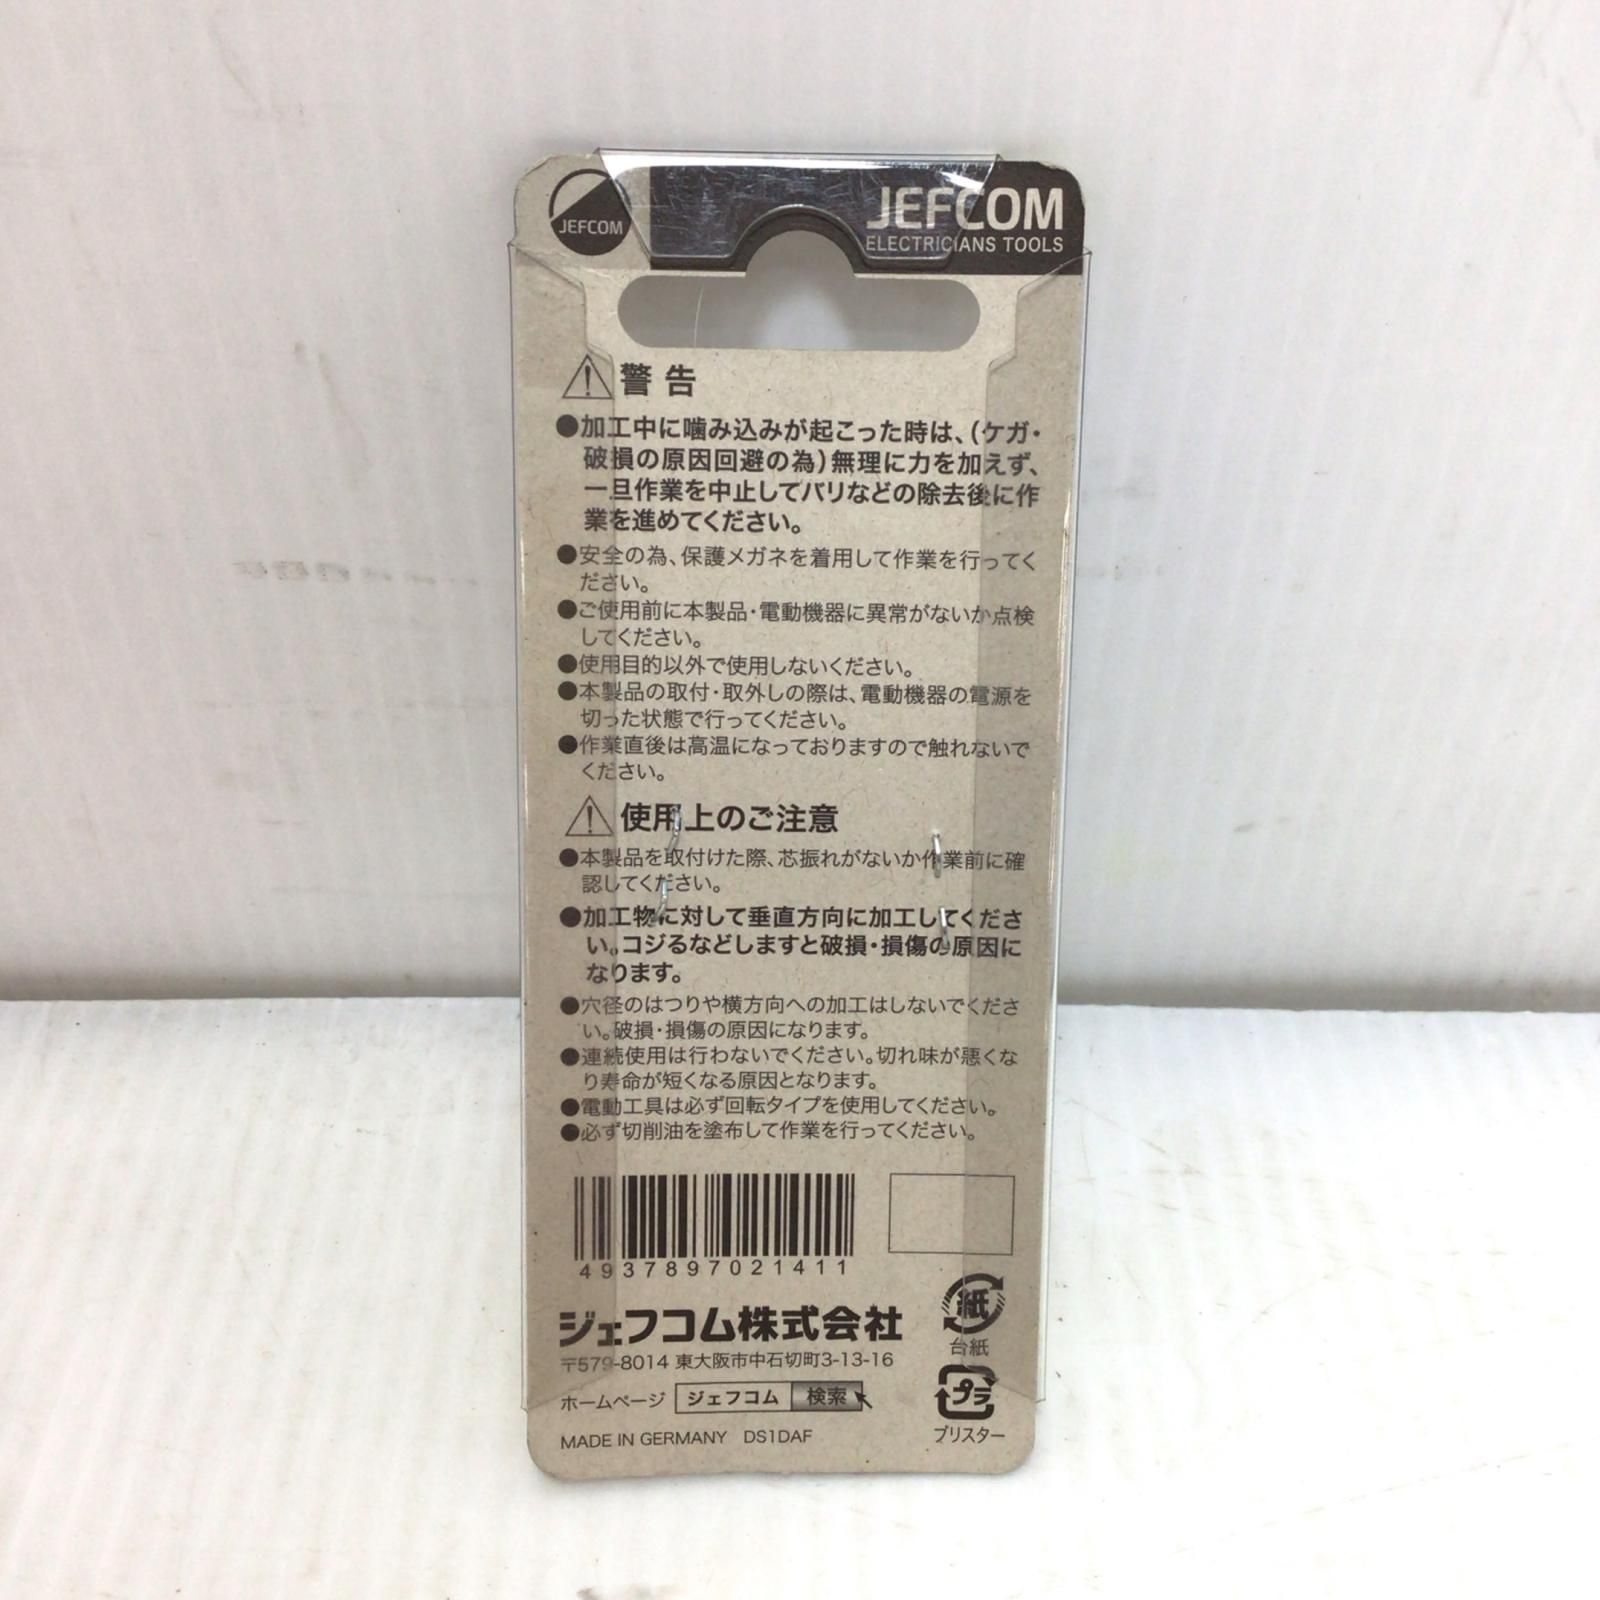 JEFCOM
JEFCOM
ELECTRICIANS TOOLS
警告
●加工中に噛み込みが起こった時は、(ケガ・
破損の原因回避の為)無理に力を加えず、
一旦作業を中止してバリなどの除去後に作
業を進めてください。
●安全の為、保護メガネを着用して作業を行ってく
ださい。
●ご使用前に本製品・電動機器に異常がないか点検
してください。
●使用目的以外で使用しないください。
●本製品の取付・取外しの際は、電動機器の電源を
切った状態で行ってください。
●作業直後は高温になっておりますので触れないで
ください。
使用上のご注意
●本製品を取付けた際、芯振れがないか作業前に確
認してください。
●加工物に対して垂直方向に加工してくださ
い。コジるなどしますと破損・損傷の原因に
なります。
●穴径のはつりや横方向への加工はしないでくださ
い。破損・損傷の原因になります。
●連続使用は行わないでください。切れ味が悪くな
り寿命が短くなる原因となります。
●電動工具は必ず回転タイプを使用してください。
●必ず切削油を塗布して作業を行ってください。
4937897021411
ジェフコム株式会社
〒579-8014 東大阪市中石切町3-13-16
ホームページ ジェフコム 検索
MADE IN GERMANY DS1DAF
紙
台紙
プラ
ブリスター